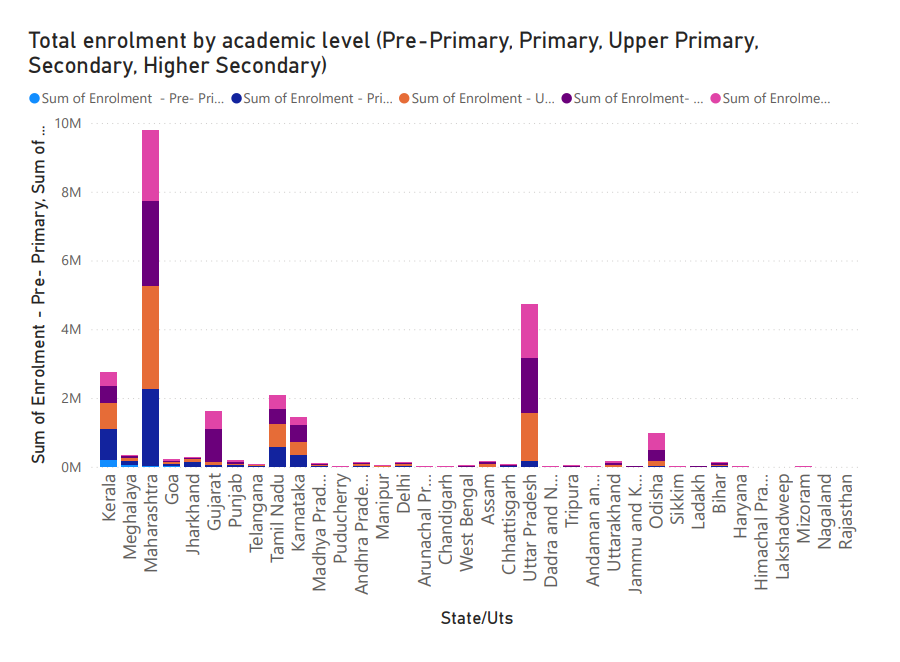 Total enrolment by academic level (Pre-Primary, Primary, Upper Primary,
Secondary, Higher Secondary)
Sum of Enrolment - Pre- Pri... Sum of Enrolment - Pri... Sum of Enrolment - U... Sum of Enrolment- ... Sum of Enrolme...
Sum of Enrolment - Pre- Primary, Sum of ...
10M
8M
6M
4M
2M
0M
Kerala
Meghalaya
Maharashtra
Goa
Jharkhand
Gujarat
Punjab
Telangana
Tamil Nadu
Karnataka
Madhya Prad...
Puducherry
Andhra Prade...
Manipur
Delhi
Arunachal Pr...
Chandigarh
West Bengal
Assam
Chhattisgarh
Uttar Pradesh
Dadra and N...
Tripura
Andaman an...
Uttarakhand
Jammu and K...
Odisha
Sikkim
Ladakh
Bihar
Haryana
Himachal Pra...
Lakshadweep
Mizoram
Nagaland
Rajasthan
State/Uts